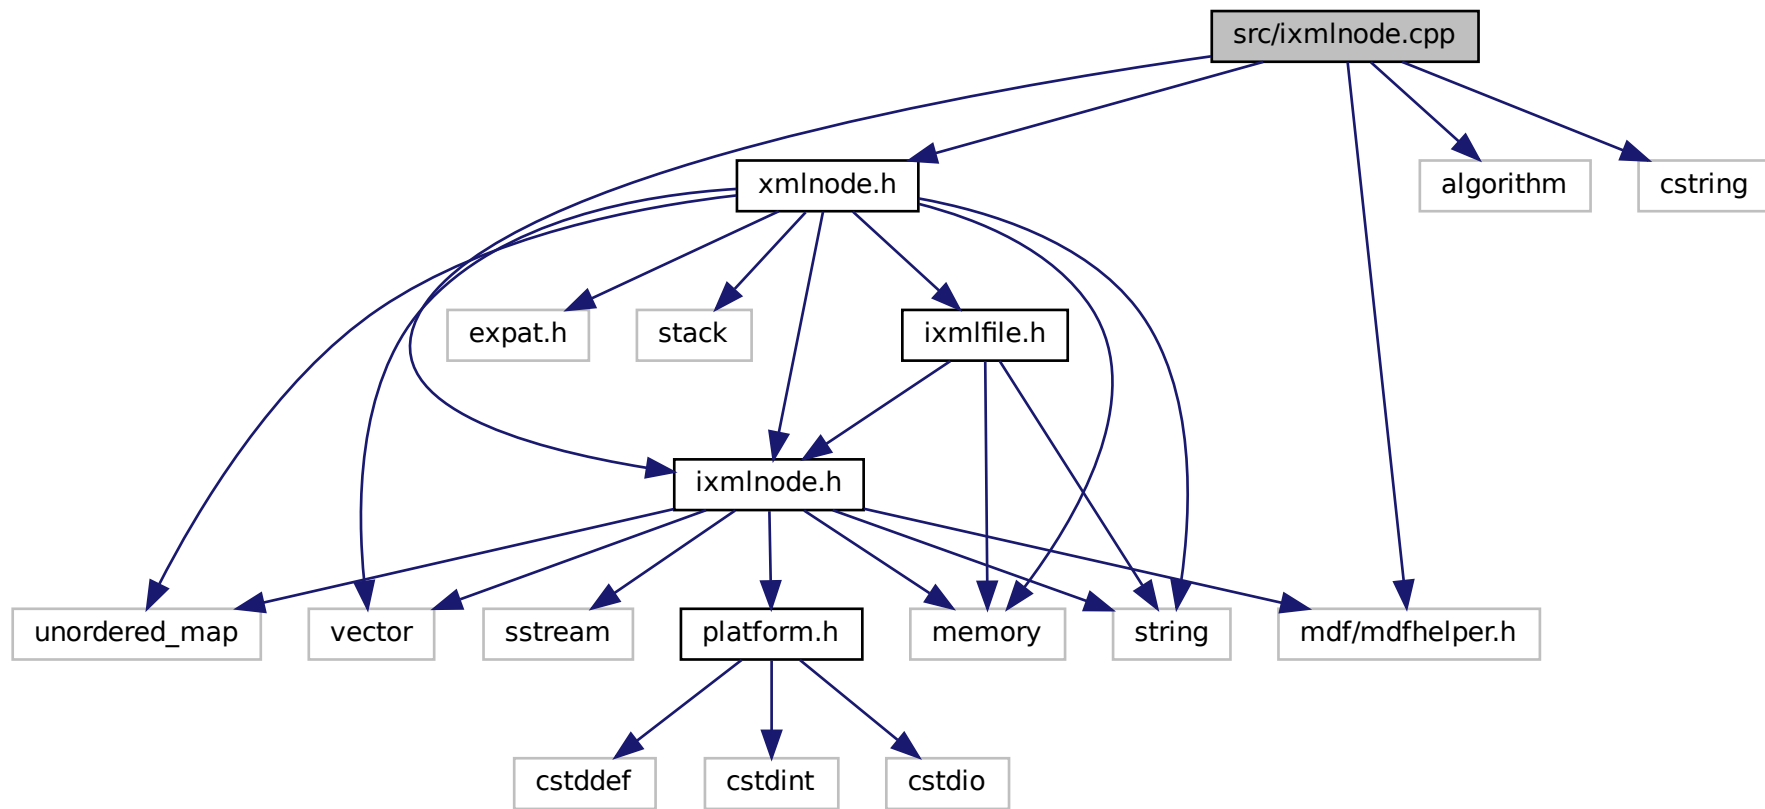 src/ixmlnode.cpp
xmlnode.h
algorithm
cstring
expat.h
stack
ixmlfile.h
ixmlnode.h
unordered_map
vector
sstream
platform.h
memory
string
mdf/mdfhelper.h
cstddef
cstdint
cstdio